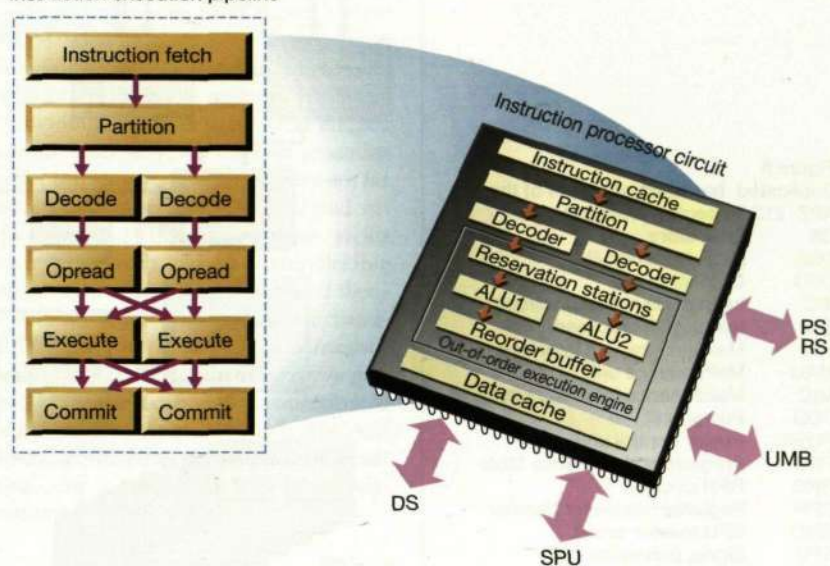 Instruction fetch
Partition
Decode Decode
Opread Opread
Execute Execute
Commit Commit
Instruction processor circuit
Instruction cache
Partition
Decoder Decoder
Reservation stations
ALU1 ALU2
Reorder buffer
Out-of-order execution engine
Data cache
PS
RS
UMB
DS
SPU